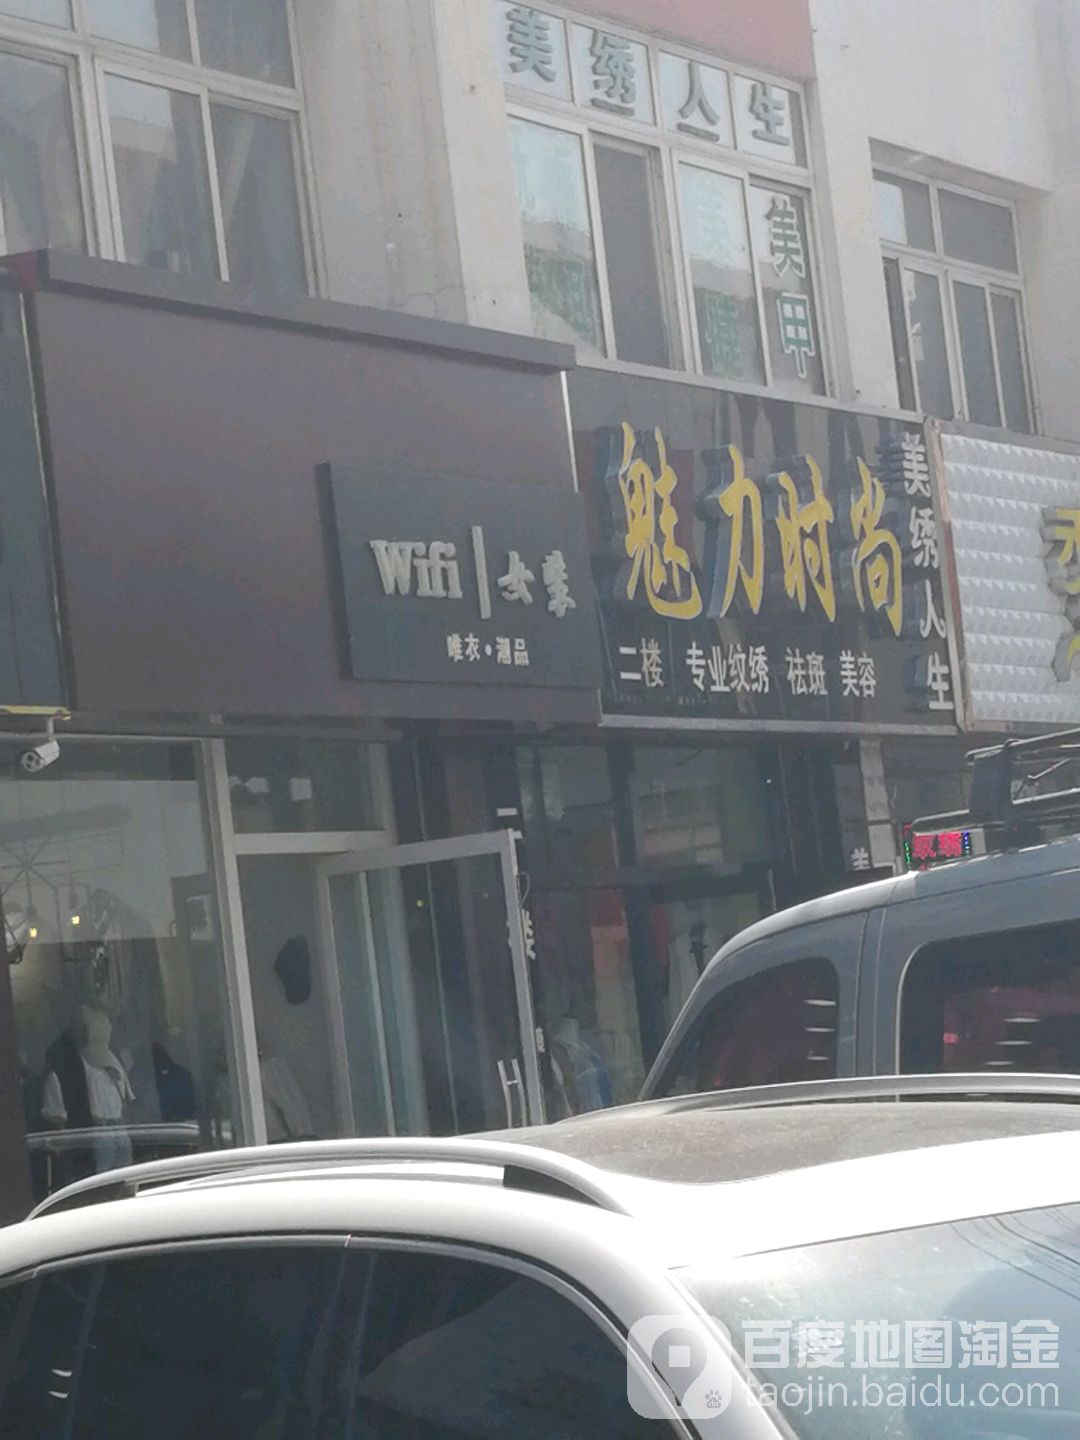 美绣人生
美甲
美睫
魅力时尚
美绣人生
二楼 专业纹绣 祛斑 美容
Wifi|女装
唯衣·潮品
百度地图淘金
taojin.baidu.com